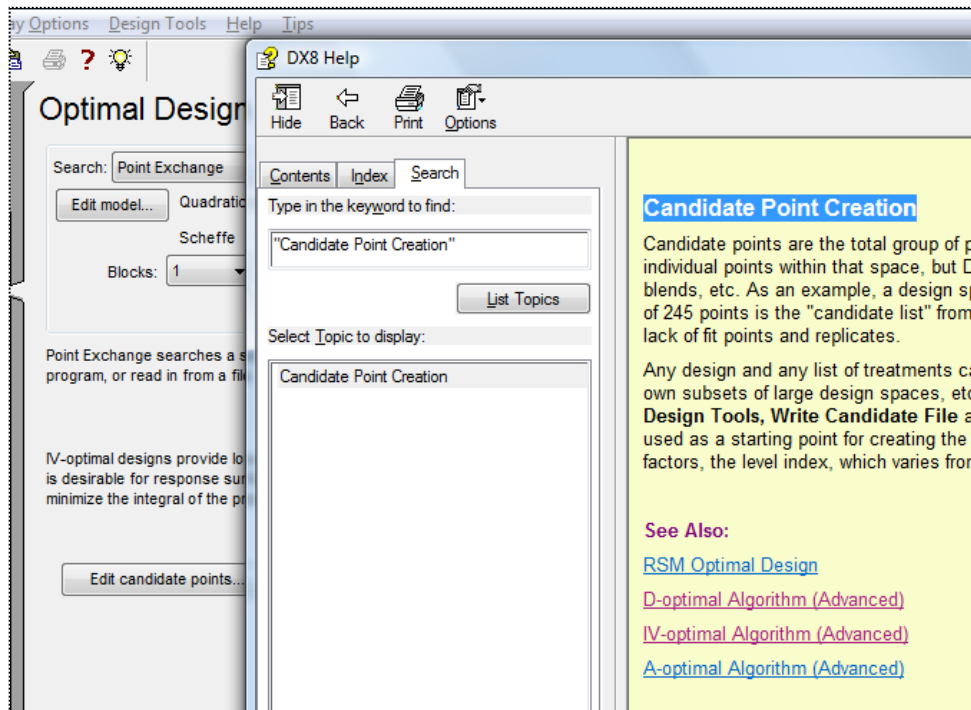 ay Options Design Tools Help Tips
Optimal Design
Search: Point Exchange
Edit model... Quadratic
Scheffe
Blocks: 1
Point Exchange searches a s
program, or read in from a file
IV-optimal designs provide lo
is desirable for response sur
minimize the integral of the pr
Edit candidate points...
DX8 Help
Hide Back Print Options
Contents Index Search
Type in the keyword to find:
"Candidate Point Creation"
List Topics
Select Topic to display:
Candidate Point Creation
Candidate Point Creation
Candidate points are the total group of p
individual points within that space, but D
blends, etc. As an example, a design sp
of 245 points is the "candidate list" from
lack of fit points and replicates.
Any design and any list of treatments ca
own subsets of large design spaces, etc
Design Tools, Write Candidate File a
used as a starting point for creating the
factors, the level index, which varies from
See Also:
RSM Optimal Design
D-optimal Algorithm (Advanced)
IV-optimal Algorithm (Advanced)
A-optimal Algorithm (Advanced)